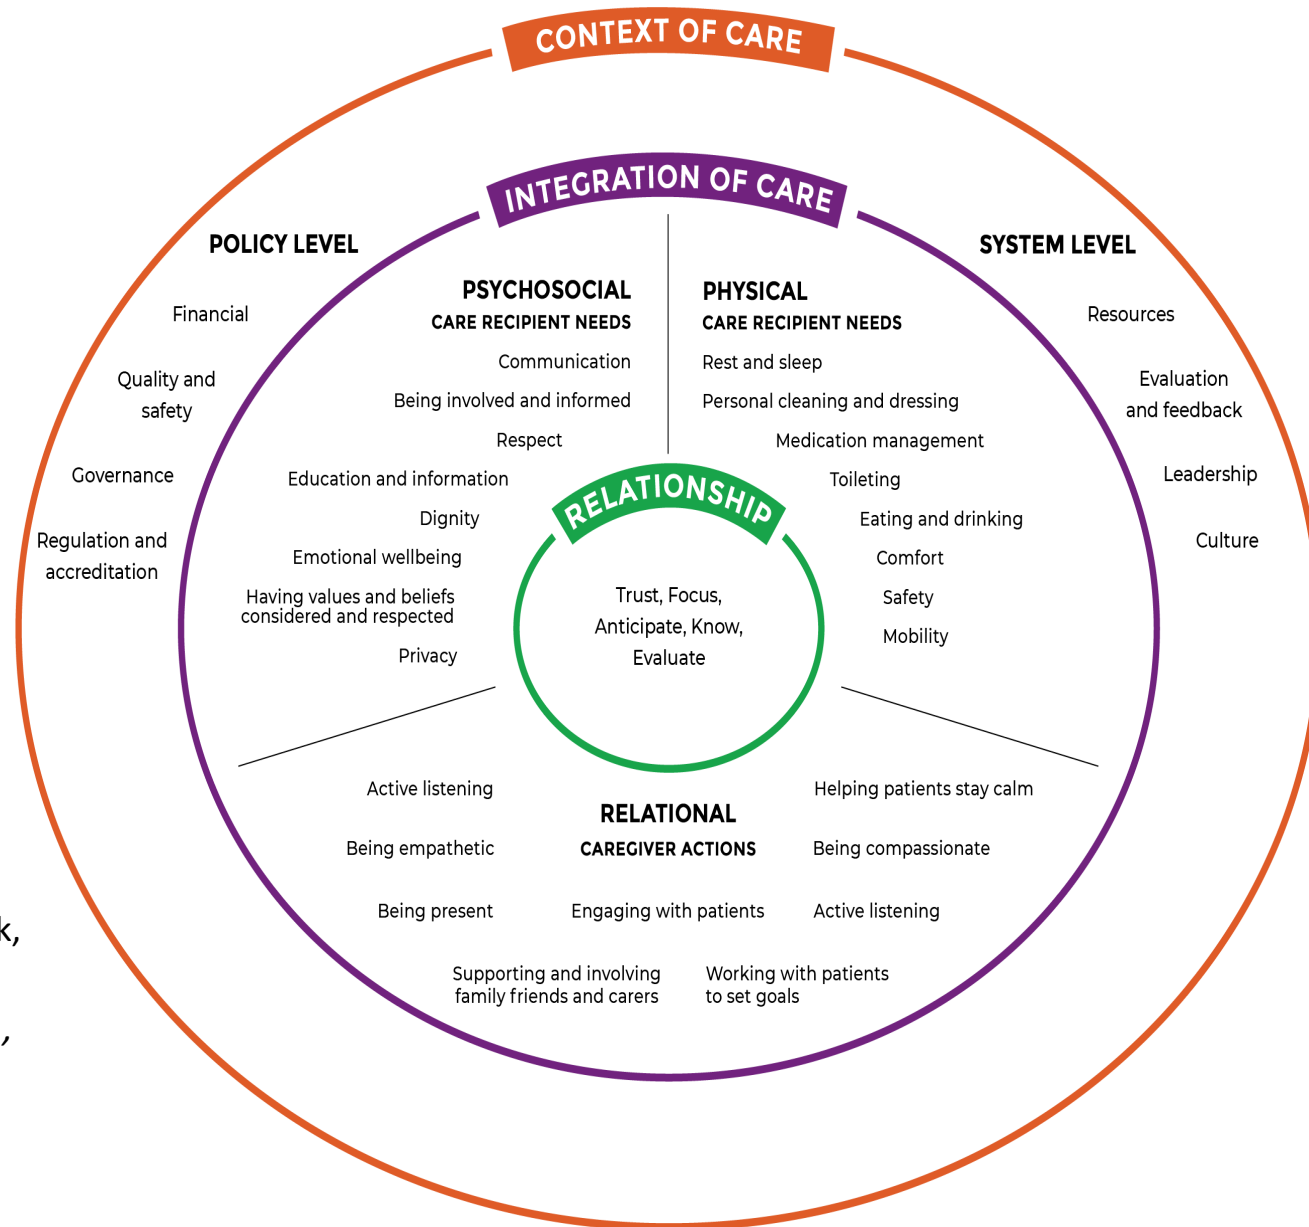 CONTEXT OF CARE
INTEGRATION OF CARE
POLICY LEVEL
Financial
Quality and
safety
Governance
Regulation and
accreditation
PSYCHOSOCIAL
CARE RECIPIENT NEEDS
Communication
Being involved and informed
Respect
Education and information
Dignity
Emotional wellbeing
Having values and beliefs
considered and respected
Privacy
PHYSICAL
CARE RECIPIENT NEEDS
Rest and sleep
Personal cleaning and dressing
Medication management
Toileting
Eating and drinking
Comfort
Safety
Mobility
SYSTEM LEVEL
Resources
Evaluation
and feedback
Leadership
Culture
RELATIONSHIP
Trust, Focus,
Anticipate, Know,
Evaluate
RELATIONAL
CAREGIVER ACTIONS
Active listening
Being empathetic
Being present
Engaging with patients
Helping patients stay calm
Being compassionate
Active listening
Supporting and involving
family friends and carers
Working with patients
to set goals
k,
,